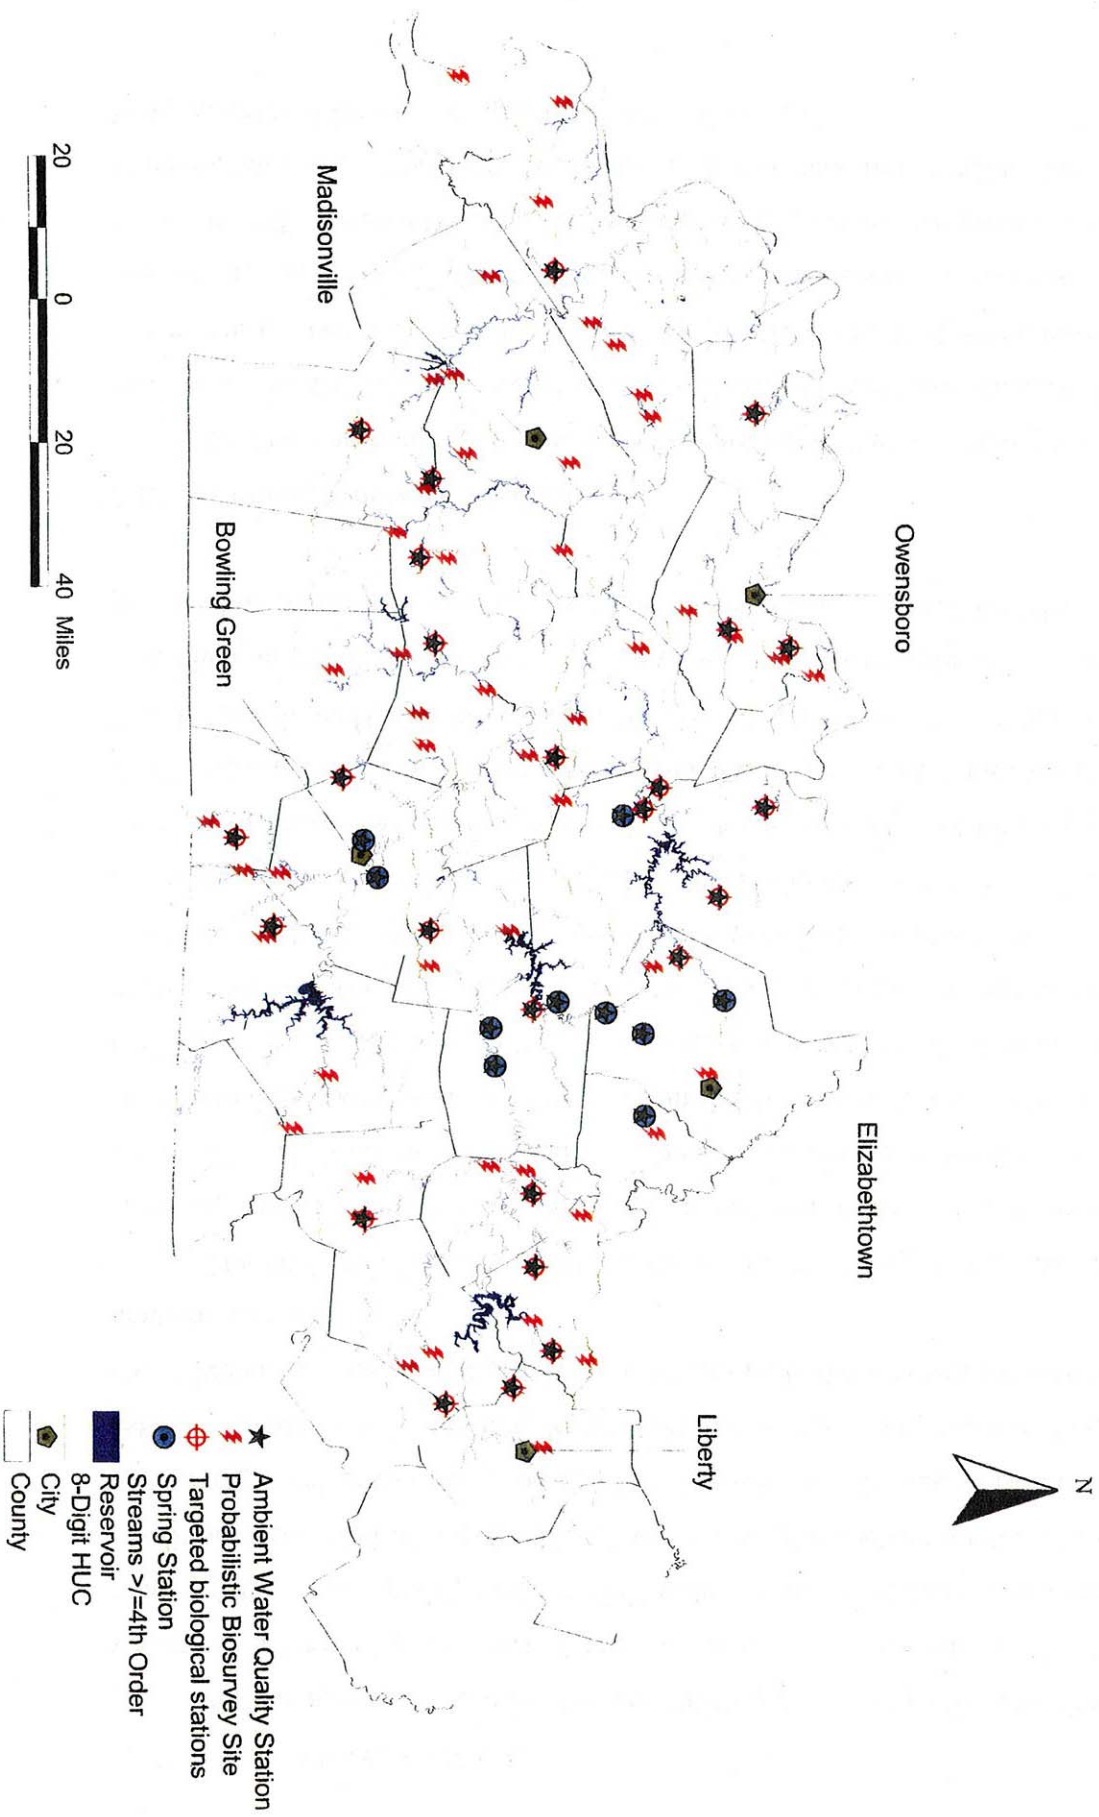 N
Owensboro
Elizabethtown
Liberty
Madisonville
Bowling Green
20 0 20 40 Miles
Ambient Water Quality Station
Probabilistic Biosurvey Site
Targeted biological stations
Spring Station
Streams >/=4th Order
Reservoir
8-Digit HUC
City
County